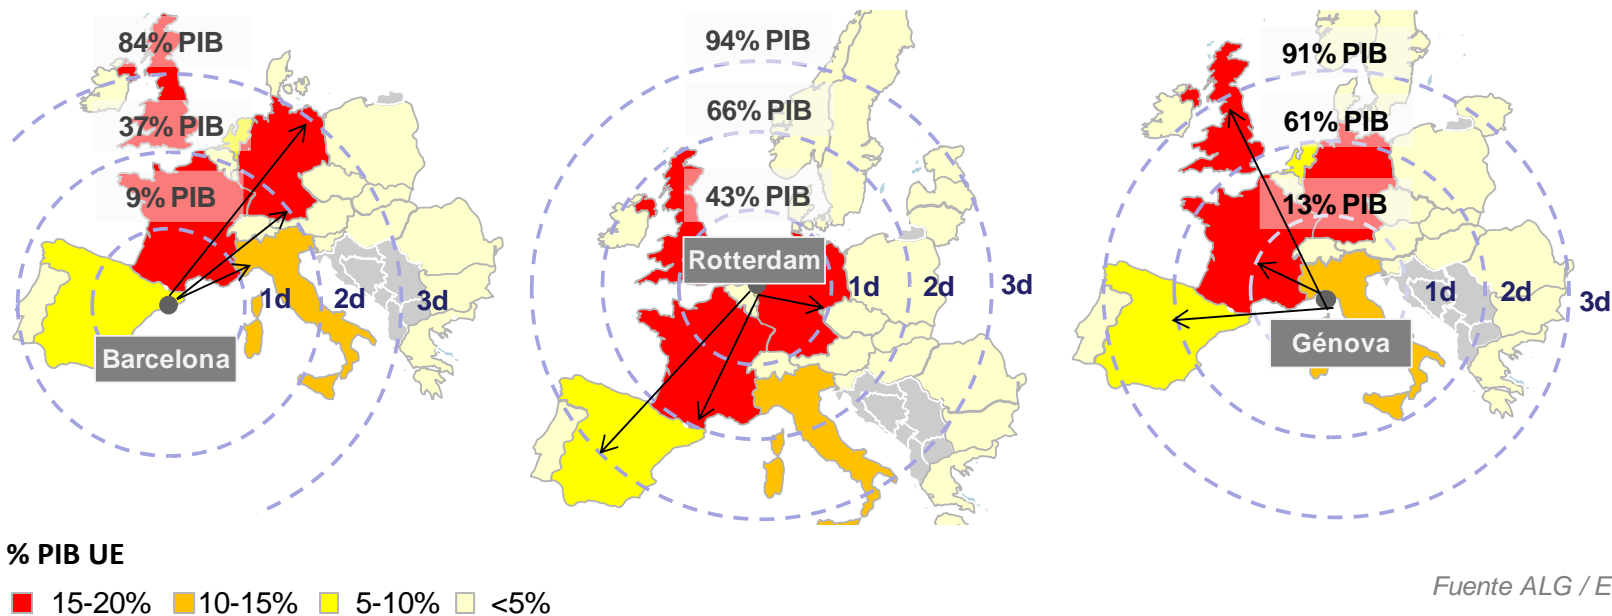 84% PIB
37% PIB
9% PIB
1d
2d
3d
Barcelona
94% PIB
66% PIB
43% PIB
Rotterdam
1d
2d
3d
91% PIB
61% PIB
13% PIB
1d
2d
3d
Génova
% PIB UE
15-20%
10-15%
5-10%
<5%
Fuente ALG / E